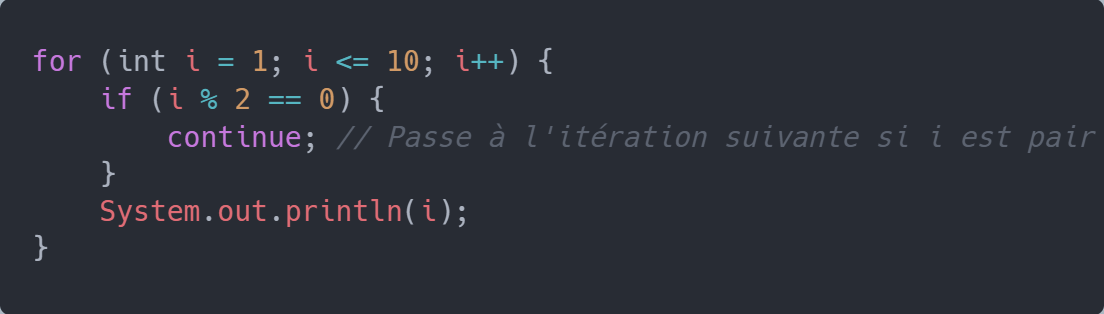 for (int i = 1; i <= 10; i++) {
    if (i % 2 == 0) {
        continue; // Passe à l'itération suivante si i est pair
    }
    System.out.println(i);
}